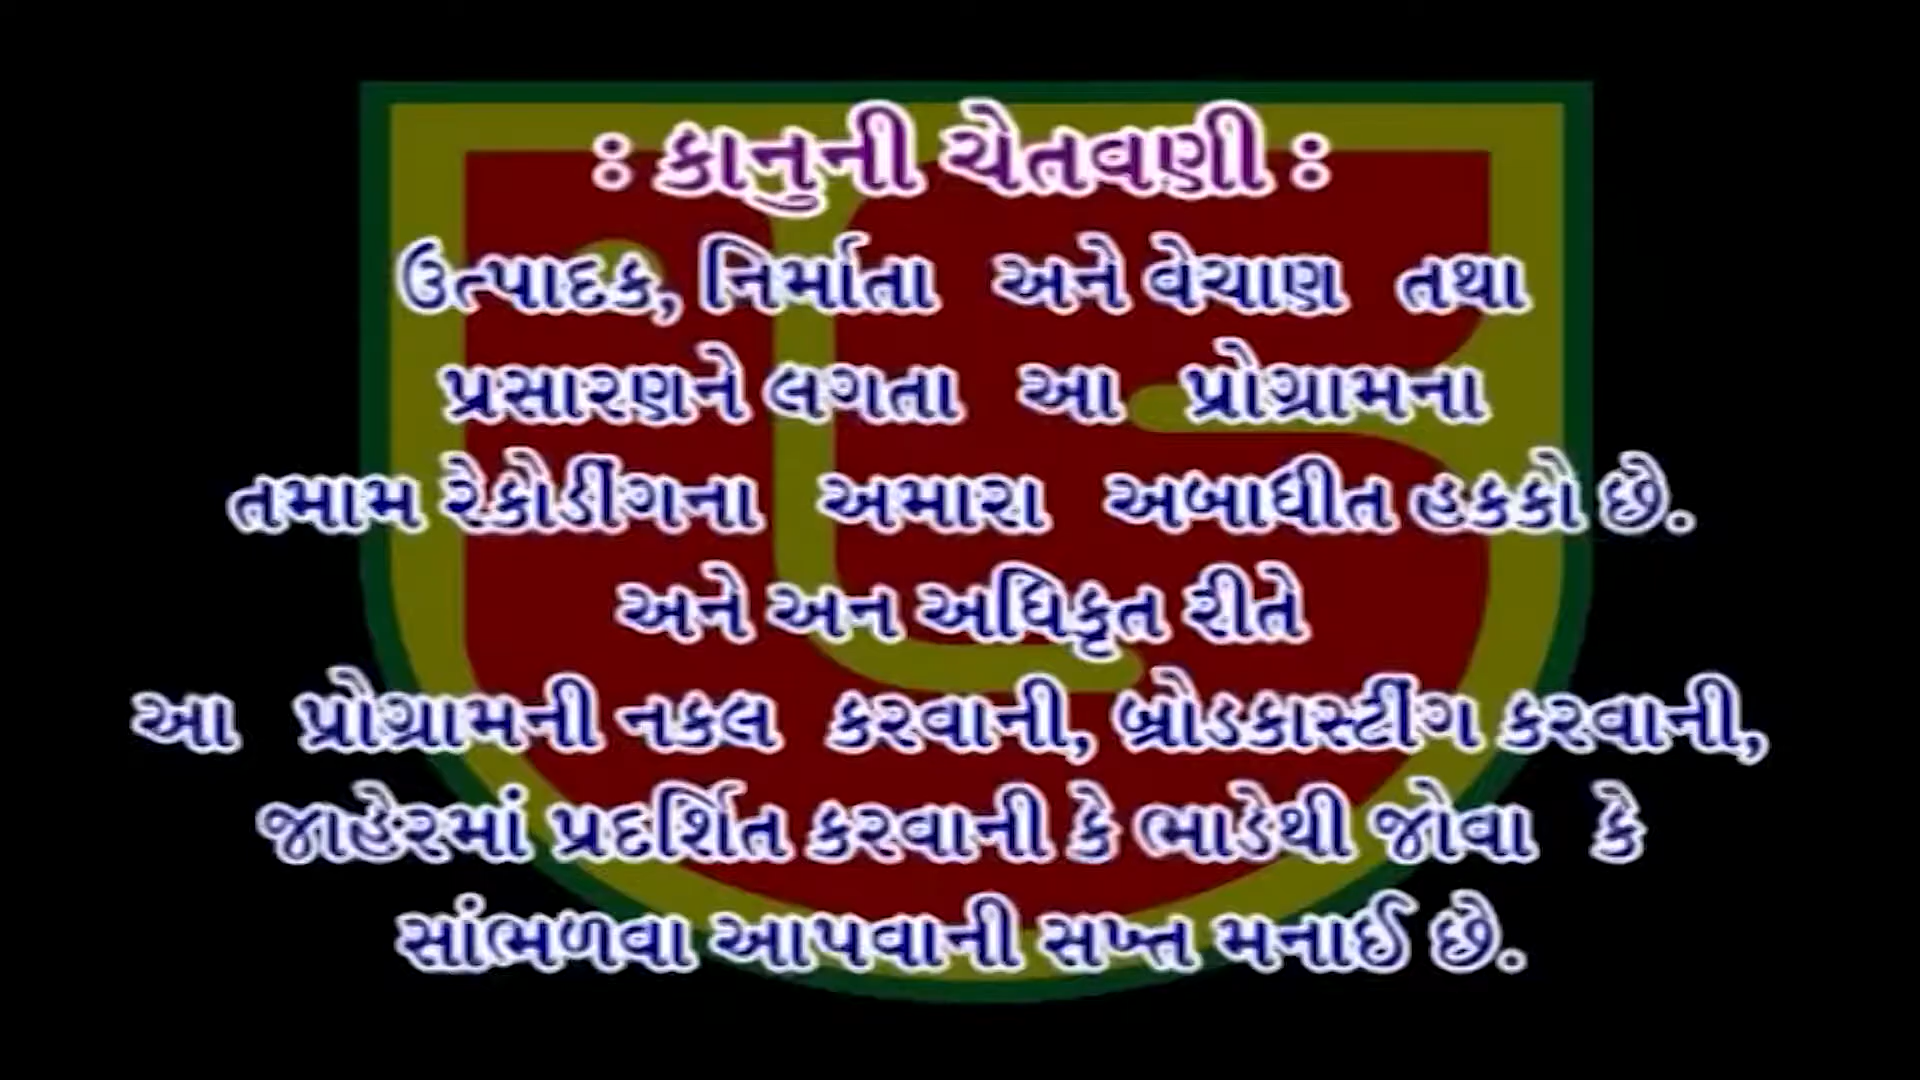 : કાનુની ચેતવણી :
ઉત્પાદક, નિર્માતા અને વેચાણ તથા
પ્રસારણને લગતા આ પ્રોગ્રામના
તમામ રેકોર્ડીંગના અમારા અબાધીત હકકો છે.
અને અન અધિકૃત રીતે
આ પ્રોગ્રામની નકલ કરવાની, બ્રોડકાસ્ટીંગ કરવાની,
જાહેરમાં પ્રદર્શિત કરવાની કે ભાડેથી જોવા કે
સાંભળવા આપવાની સખ્ત મનાઈ છે.